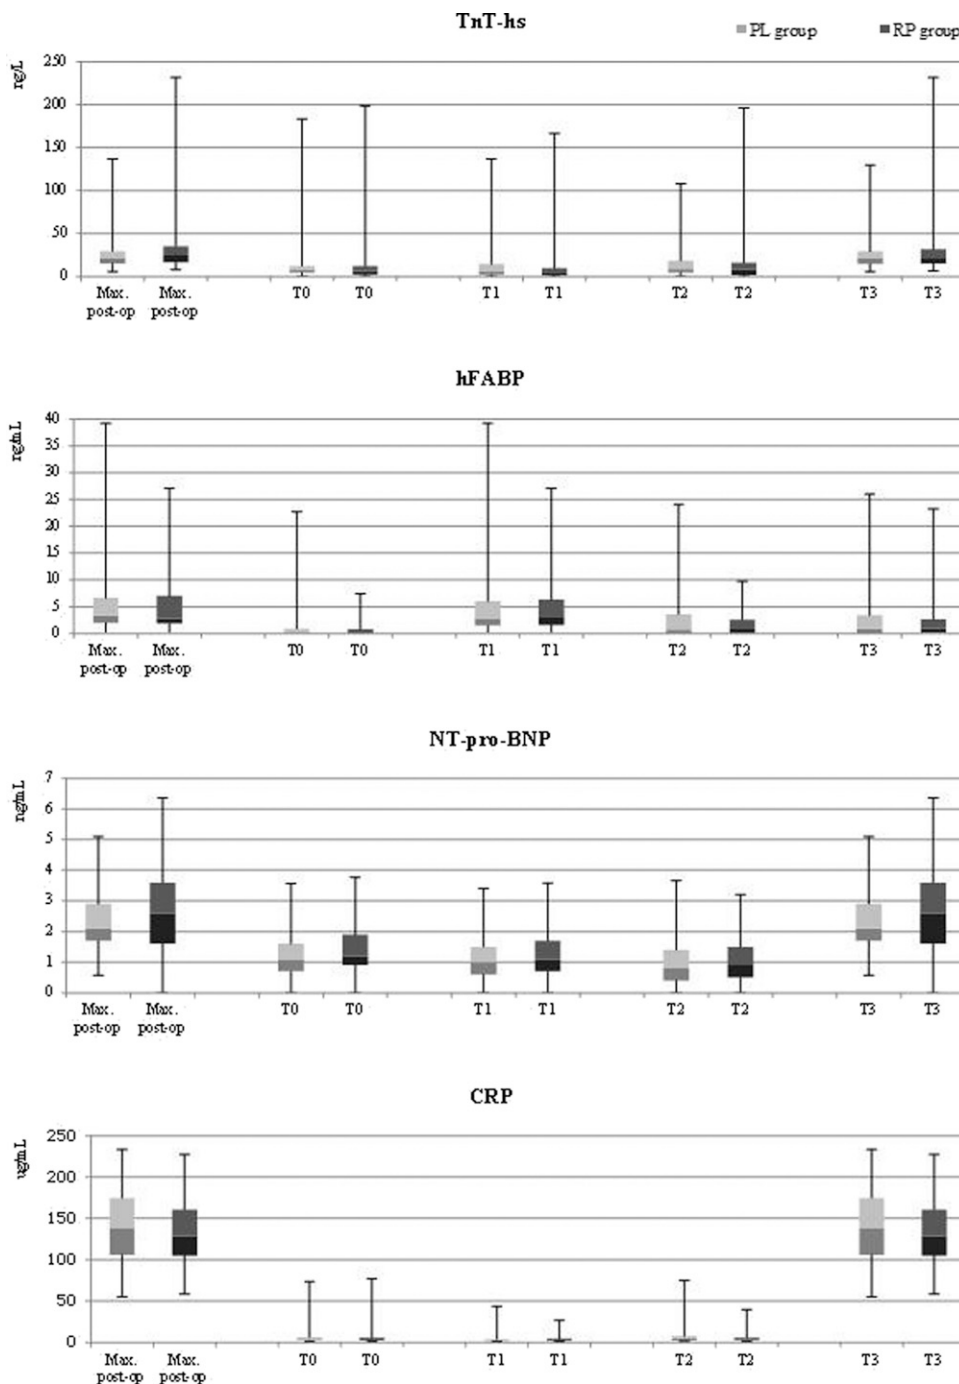 TnT-hs
PL group RP group
ng/L
250
200
150
100
50
0
Max. Max. T0 T0 T1 T1 T2 T2 T3 T3
post-op post-op
hFABP
ng/mL
40
35
30
25
20
15
10
5
0
Max. Max. T0 T0 T1 T1 T2 T2 T3 T3
post-op post-op
NT-pro-BNP
ng/mL
7
6
5
4
3
2
1
0
Max. Max. T0 T0 T1 T1 T2 T2 T3 T3
post-op post-op
CRP
ug/mL
250
200
150
100
50
0
Max. Max. T0 T0 T1 T1 T2 T2 T3 T3
post-op post-op